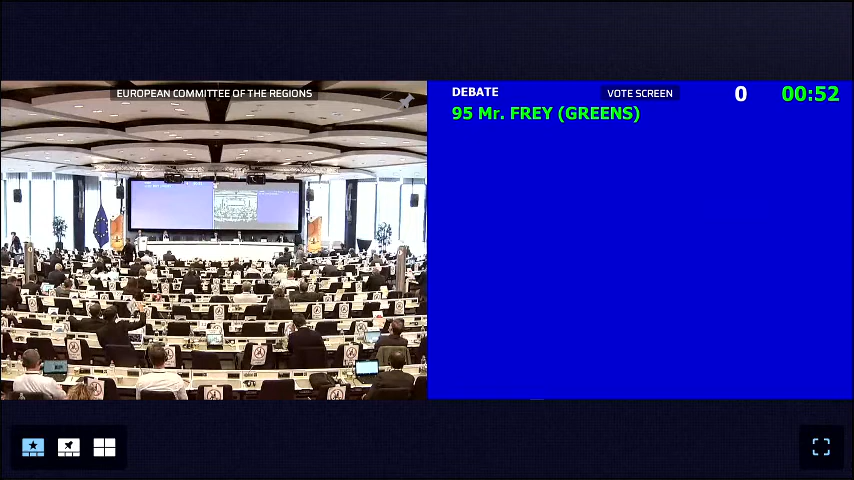 EUROPEAN COMMITTEE OF THE REGIONS
DEBATE
VOTE SCREEN
0
00:52
95 Mr. FREY (GREENS)